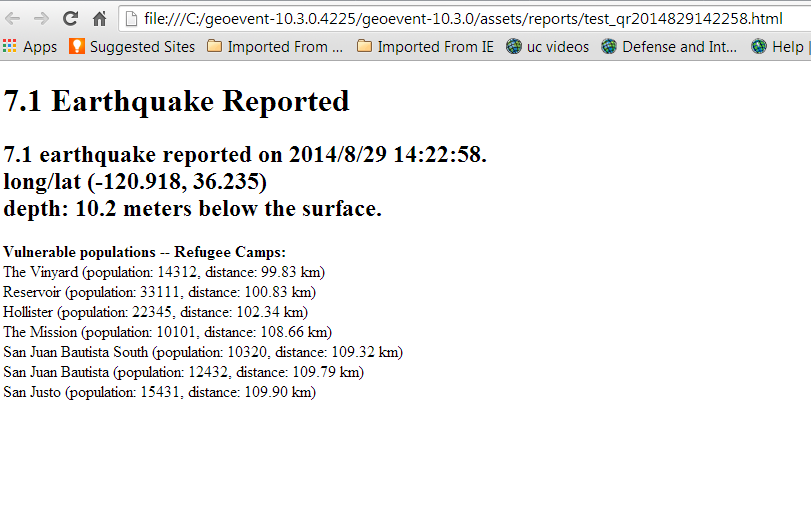 file:///C:/geoevent-10.3.0.4225/geoevent-10.3.0/assets/reports/test_qr2014829142258.html
Apps Suggested Sites Imported From ... Imported From IE uc videos Defense and Int... Help
7.1 Earthquake Reported
7.1 earthquake reported on 2014/8/29 14:22:58.
long/lat (-120.918, 36.235)
depth: 10.2 meters below the surface.
Vulnerable populations -- Refugee Camps:
The Vinyard (population: 14312, distance: 99.83 km)
Reservoir (population: 33111, distance: 100.83 km)
Hollister (population: 22345, distance: 102.34 km)
The Mission (population: 10101, distance: 108.66 km)
San Juan Bautista South (population: 10320, distance: 109.32 km)
San Juan Bautista (population: 12432, distance: 109.79 km)
San Justo (population: 15431, distance: 109.90 km)